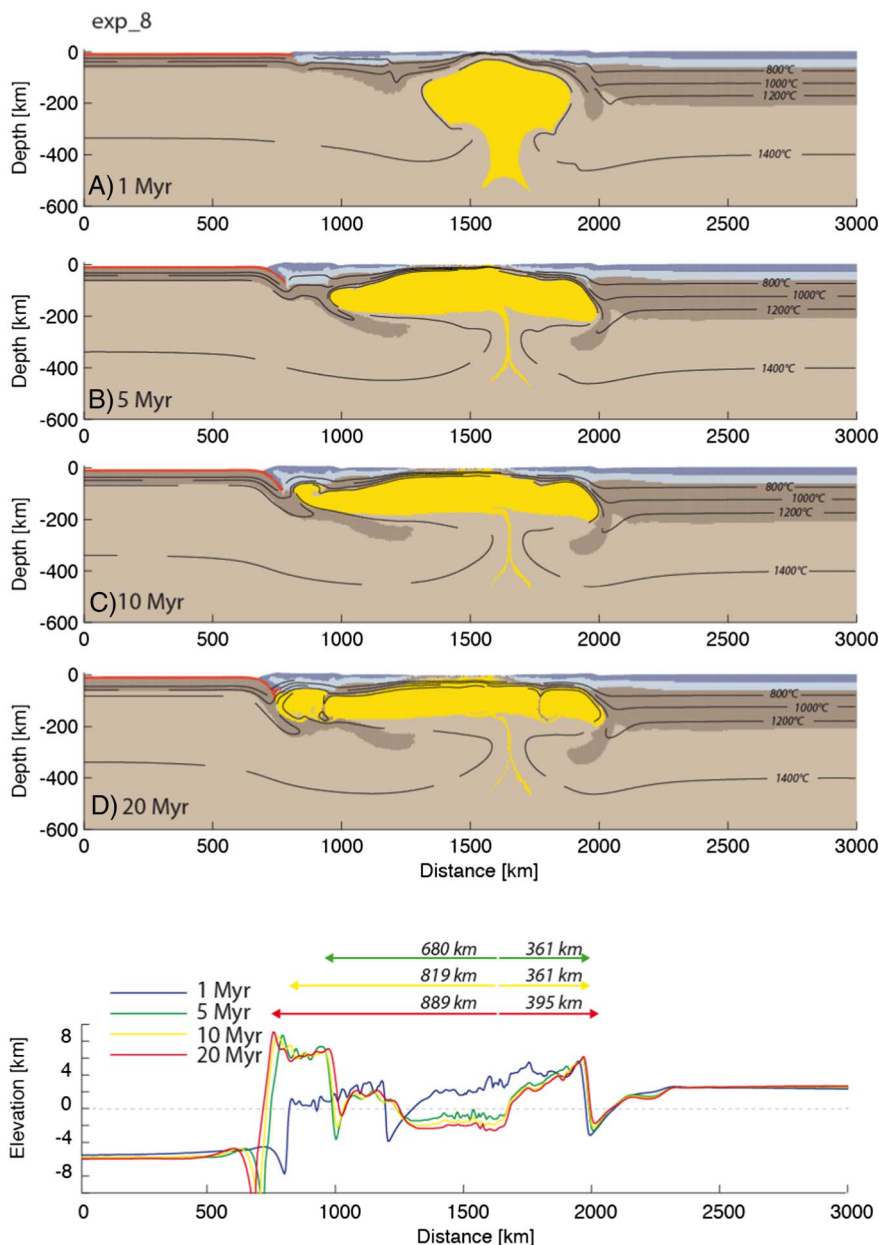 exp_8
0
-200
-400
-600
Depth [km]
A) 1 Myr
800°C
1000°C
1200°C
1400°C
0 500 1000 1500 2000 2500 3000
0
-200
-400
-600
Depth [km]
B) 5 Myr
800°C
1000°C
1200°C
1400°C
0 500 1000 1500 2000 2500 3000
0
-200
-400
-600
Depth [km]
C) 10 Myr
800°C
1000°C
1200°C
1400°C
0 500 1000 1500 2000 2500 3000
0
-200
-400
-600
Depth [km]
D) 20 Myr
800°C
1000°C
1200°C
1400°C
0 500 1000 1500 2000 2500 3000
Distance [km]
680 km 361 km
819 km 361 km
889 km 395 km
1 Myr
5 Myr
10 Myr
20 Myr
8
4
0
-4
-8
Elevation [km]
0 500 1000 1500 2000 2500 3000
Distance [km]